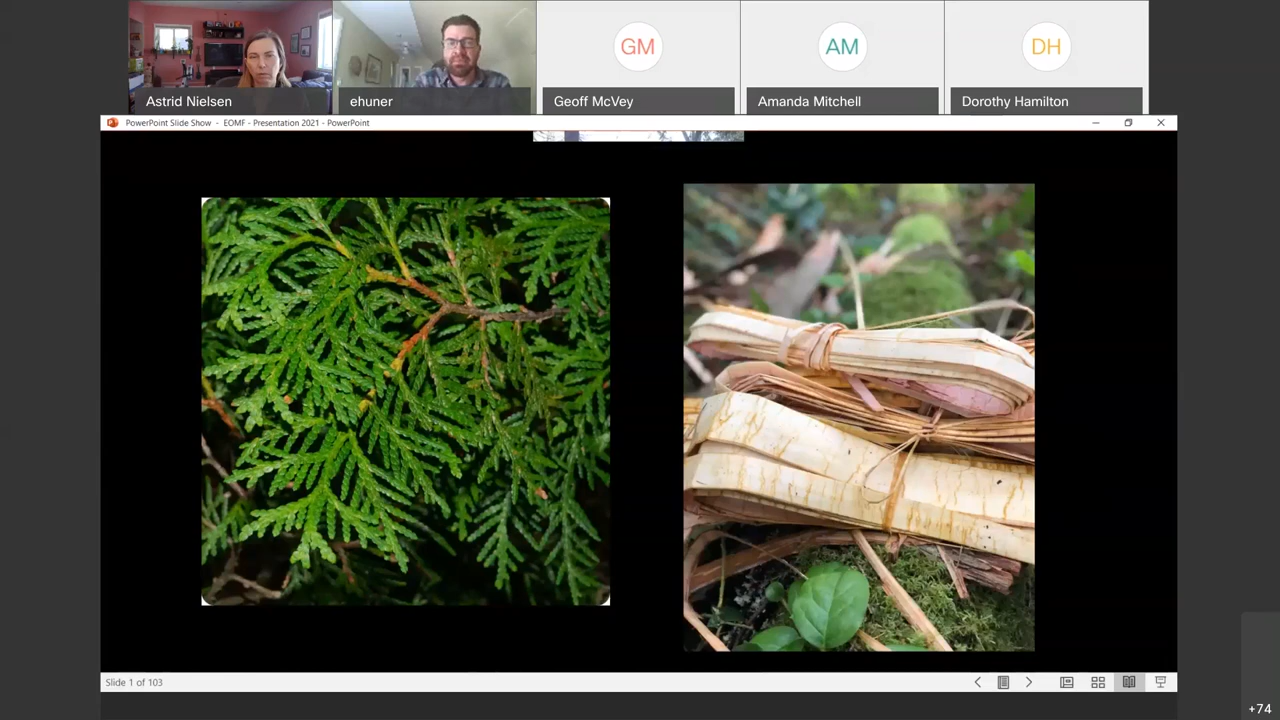 GM
AM
DH
Astrid Nielsen
ehuner
Geoff McVey
Amanda Mitchell
Dorothy Hamilton
PowerPoint Slide Show - EOMF - Presentation 2021 - PowerPoint
Slide 1 of 103
+74